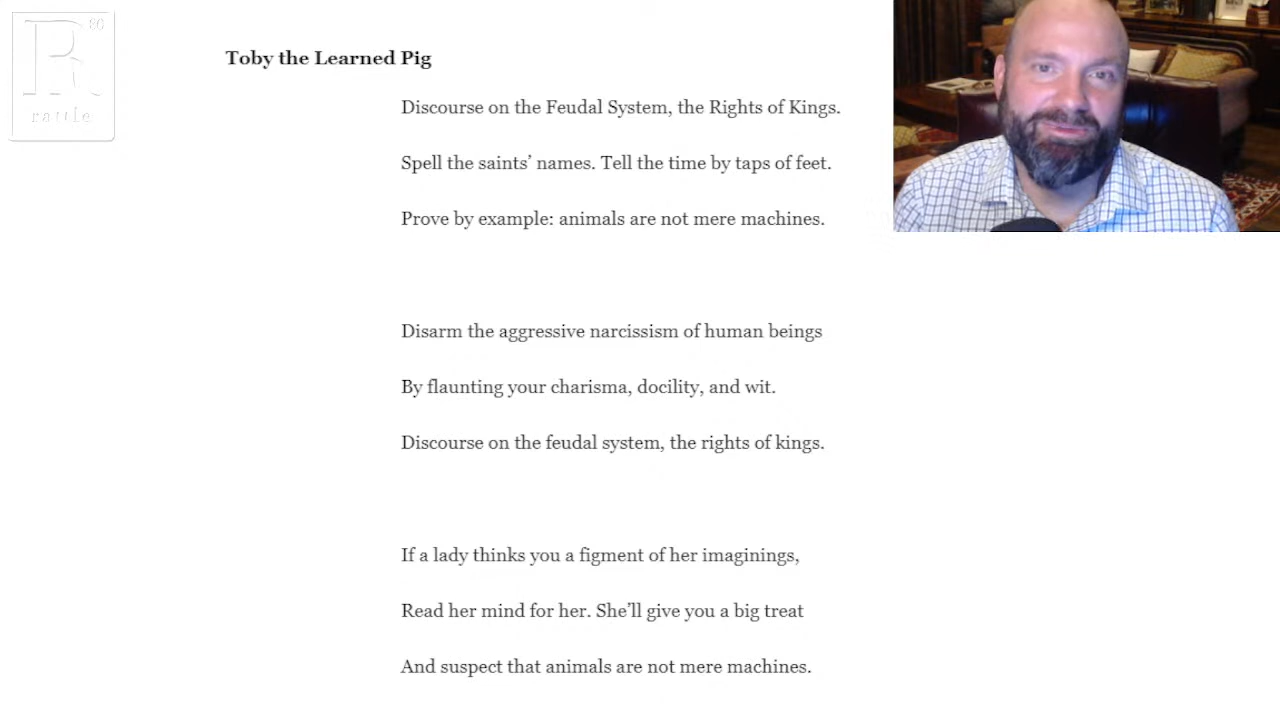 80
R
rattle
Toby the Learned Pig
Discourse on the Feudal System, the Rights of Kings.
Spell the saints’ names. Tell the time by taps of feet.
Prove by example: animals are not mere machines.
Disarm the aggressive narcissism of human beings
By flaunting your charisma, docility, and wit.
Discourse on the feudal system, the rights of kings.
If a lady thinks you a figment of her imaginings,
Read her mind for her. She’ll give you a big treat
And suspect that animals are not mere machines.